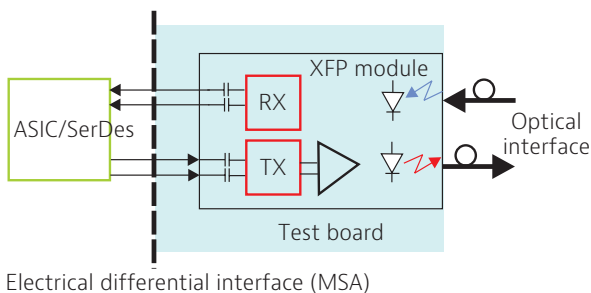 XFP module
RX
ASIC/SerDes
Optical
interface
TX
Test board
Electrical differential interface (MSA)